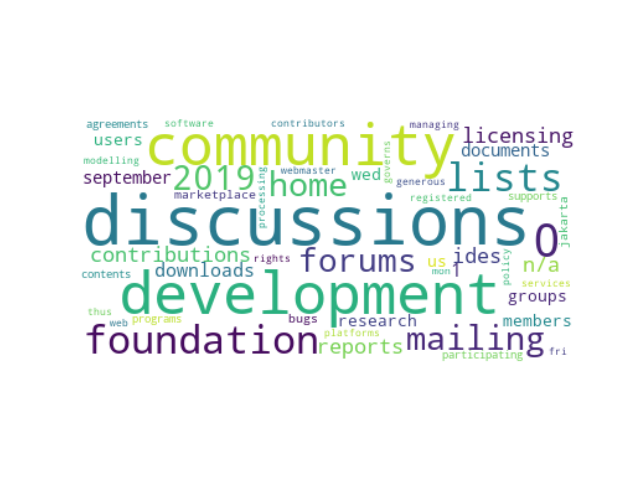 agreements software contributors managing
users community licensing
modelling documents
september 2019 home webmaster wed governs generous lists
marketplace processing registered supports
discussions 0 jakarta
contributions rights forums us ides n/a
contents downloads mon f policy services
development groups
thus web programs bugs research members
foundation platforms mailing
reports participating fri